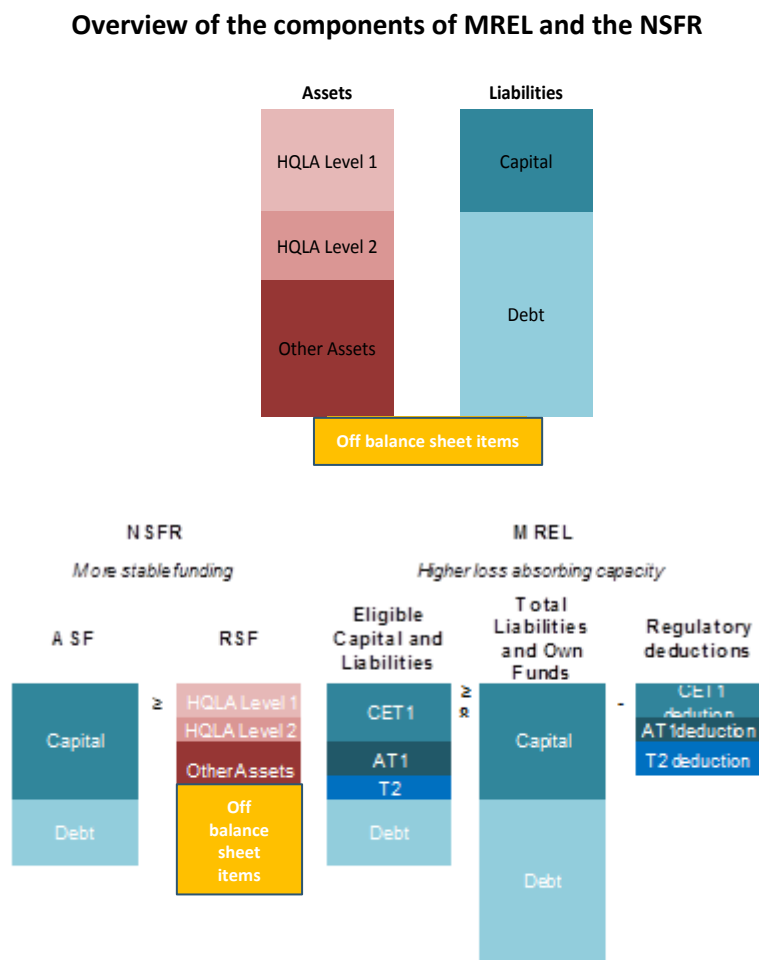 Overview of the components of MREL and the NSFR
Assets
Liabilities
HQLA Level 1
Capital
HQLA Level 2
Debt
Other Assets
Off balance sheet items
NSFR
MREL
More stable funding
Higher loss absorbing capacity
ASF
RSF
Eligible
Capital and
Liabilities
Total
Liabilities
and Own
Funds
Regulatory
deductions
Capital
Debt
≥
HQLA Level 1
HQLA Level 2
Other Assets
Off
balance
sheet
items
CET1
AT1
T2
Debt
≥
Capital
Debt
-
CET1
dedution
AT1deduction
T2 deduction